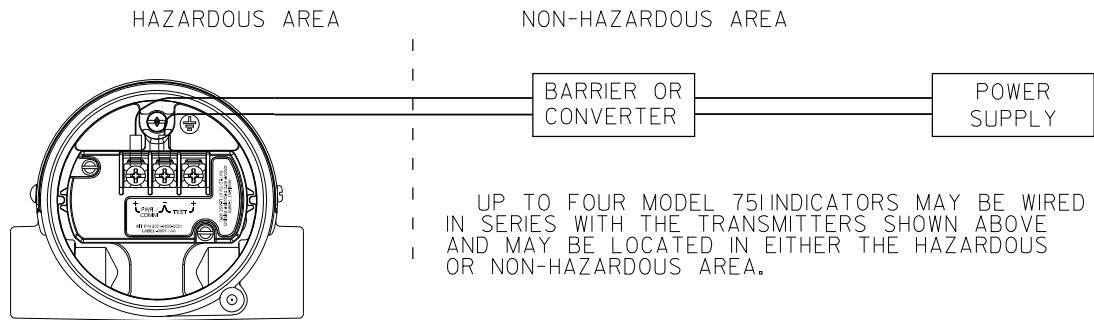 HAZARDOUS AREA
NON-HAZARDOUS AREA
BARRIER OR
CONVERTER
POWER
SUPPLY
PWR
COMM
TEST
UP TO FOUR MODEL 751 INDICATORS MAY BE WIRED
IN SERIES WITH THE TRANSMITTERS SHOWN ABOVE
AND MAY BE LOCATED IN EITHER THE HAZARDOUS
OR NON-HAZARDOUS AREA.